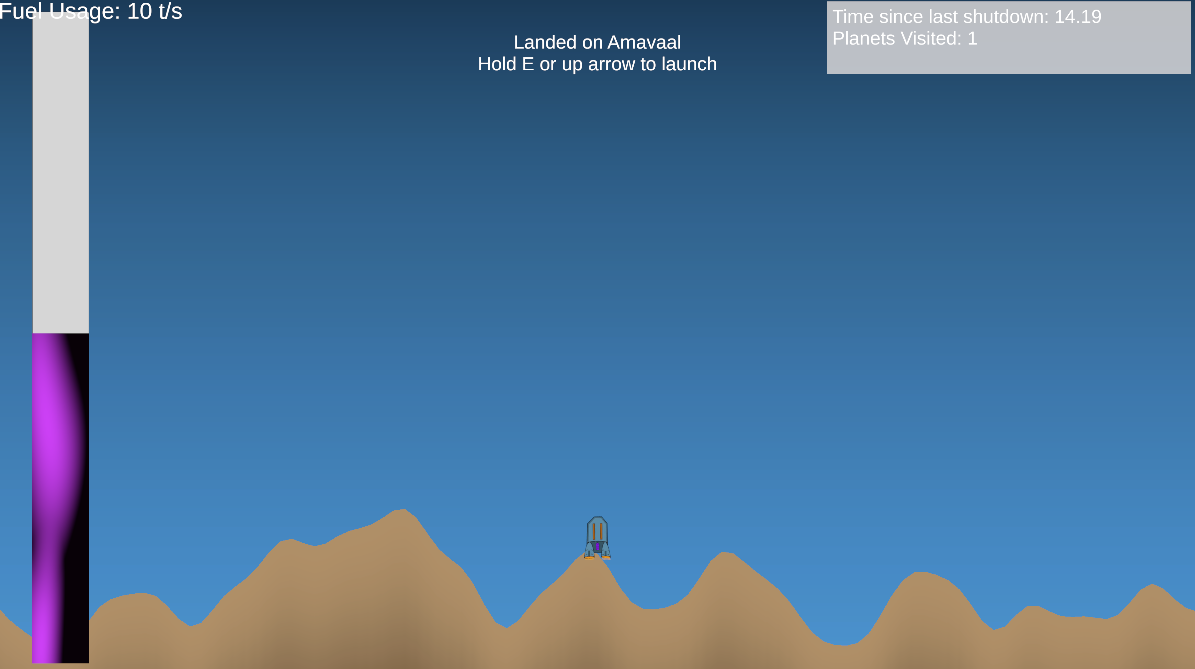 Fuel Usage: 10 t/s
Landed on Amavaal
Hold E or up arrow to launch
Time since last shutdown: 14.19
Planets Visited: 1